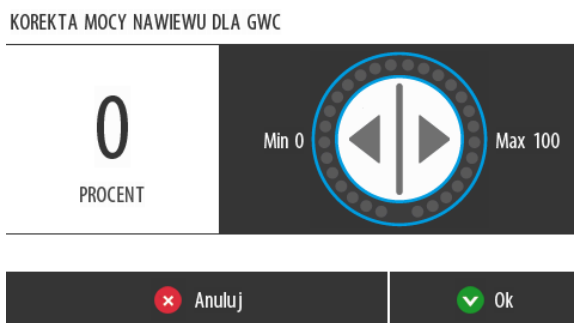 KOREKTA MOCY NAWIEWU DLA GWC
0
PROCENT
Min 0
Max 100
Anuluj
Ok